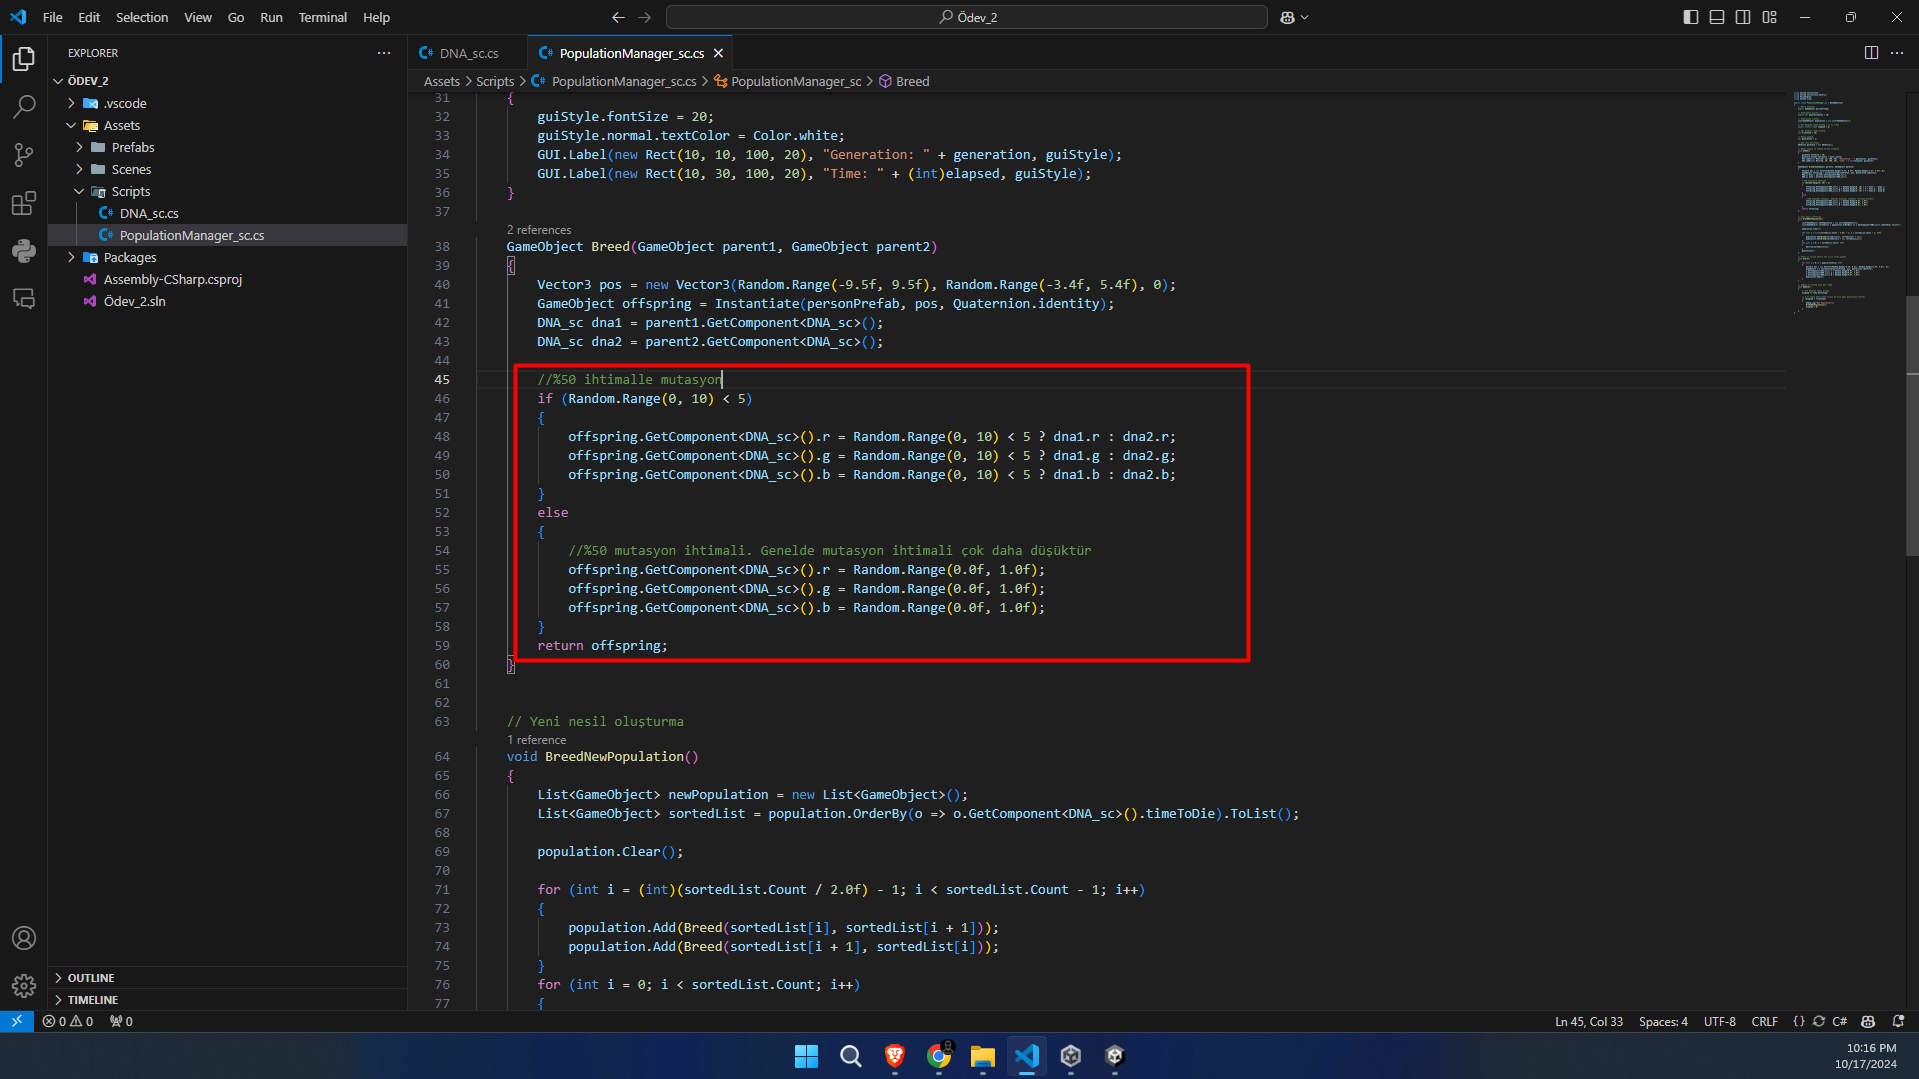 File Edit Selection View Go Run Terminal Help
Ödev_2
EXPLORER
ÖDEV_2
.vscode
Assets
Prefabs
Scenes
Scripts
DNA_sc.cs
PopulationManager_sc.cs
Packages
Assembly-CSharp.csproj
Ödev_2.sln
OUTLINE
TIMELINE
DNA_sc.cs PopulationManager_sc.cs
Assets > Scripts > PopulationManager_sc.cs > PopulationManager_sc > Breed
31 {
32 guiStyle.fontSize = 20;
33 guiStyle.normal.textColor = Color.white;
34 GUI.Label(new Rect(10, 10, 100, 20), "Generation: " + generation, guiStyle);
35 GUI.Label(new Rect(10, 30, 100, 20), "Time: " + (int)elapsed, guiStyle);
36 }
37
2 references
38 GameObject Breed(GameObject parent1, GameObject parent2)
39 {
40 Vector3 pos = new Vector3(Random.Range(-9.5f, 9.5f), Random.Range(-3.4f, 5.4f), 0);
41 GameObject offspring = Instantiate(personPrefab, pos, Quaternion.identity);
42 DNA_sc dna1 = parent1.GetComponent<DNA_sc>();
43 DNA_sc dna2 = parent2.GetComponent<DNA_sc>();
44
45 //%50 ihtimalle mutasyon
46 if (Random.Range(0, 10) < 5)
47 {
48 offspring.GetComponent<DNA_sc>().r = Random.Range(0, 10) < 5 ? dna1.r : dna2.r;
49 offspring.GetComponent<DNA_sc>().g = Random.Range(0, 10) < 5 ? dna1.g : dna2.g;
50 offspring.GetComponent<DNA_sc>().b = Random.Range(0, 10) < 5 ? dna1.b : dna2.b;
51 }
52 else
53 {
54 //%50 mutasyon ihtimali. Genelde mutasyon ihtimali çok daha düşüktür
55 offspring.GetComponent<DNA_sc>().r = Random.Range(0.0f, 1.0f);
56 offspring.GetComponent<DNA_sc>().g = Random.Range(0.0f, 1.0f);
57 offspring.GetComponent<DNA_sc>().b = Random.Range(0.0f, 1.0f);
58 }
59 return offspring;
60 }
61
62
63 // Yeni nesil oluşturma
1 reference
64 void BreedNewPopulation()
65 {
66 List<GameObject> newPopulation = new List<GameObject>();
67 List<GameObject> sortedList = population.OrderBy(o => o.GetComponent<DNA_sc>().timeToDie).ToList();
68
69 population.Clear();
70
71 for (int i = (int)(sortedList.Count / 2.0f) - 1; i < sortedList.Count - 1; i++)
72 {
73 population.Add(Breed(sortedList[i], sortedList[i + 1]));
74 population.Add(Breed(sortedList[i + 1], sortedList[i]));
75 }
76 for (int i = 0; i < sortedList.Count; i++)
77 {
0 0 0
Ln 45, Col 33 Spaces: 4 UTF-8 CRLF {} C#
10:16 PM
10/17/2024